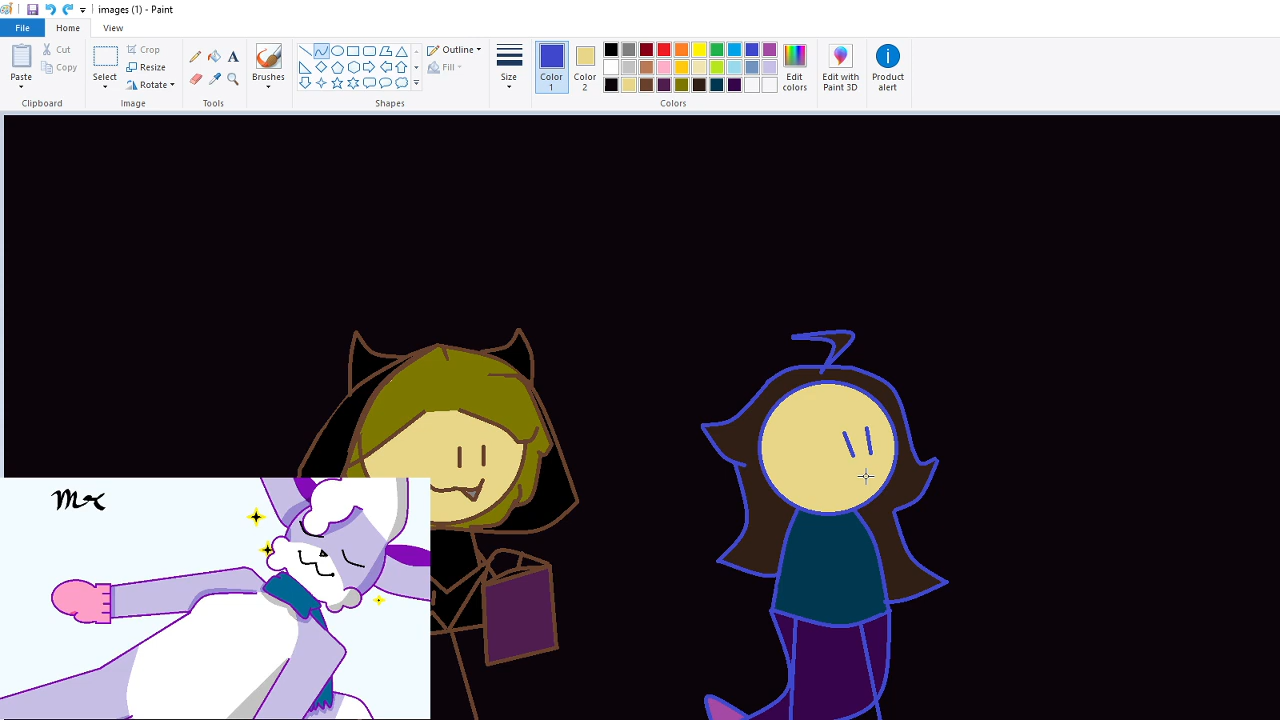 images (1) - Paint
File
Home
View
Paste
Cut
Copy
Clipboard
Select
Crop
Resize
Rotate
Image
A
Tools
Brushes
Shapes
Outline
Fill
Size
Color 1
Color 2
Colors
Edit colors
Edit with Paint 3D
Product alert